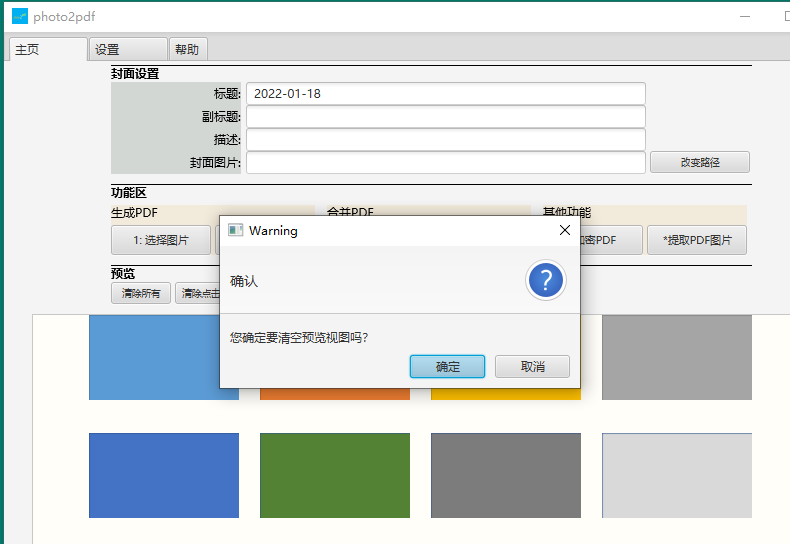 photo2pdf
主页 设置 帮助
封面设置
标题: 2022-01-18
副标题:
描述:
封面图片: 改变路径
功能区
生成PDF 合并PDF 其他功能
1: 选择图片 密PDF *提取PDF图片
预览
清除所有 清除点击
Warning
确认
?
您确定要清空预览视图吗?
确定 取消